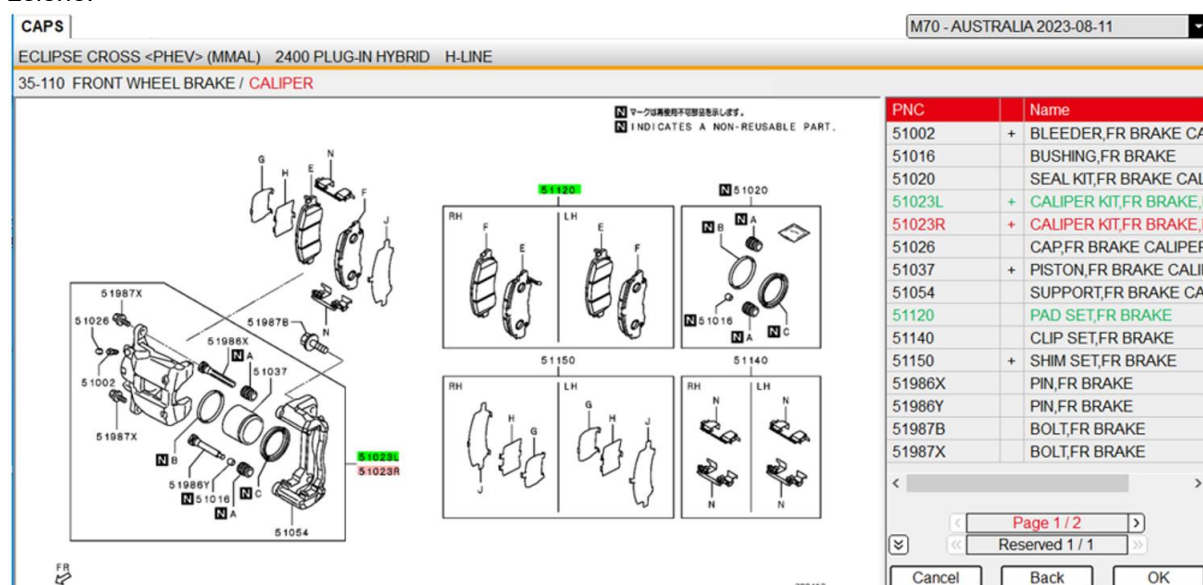 CAPS
M70 - AUSTRALIA 2023-08-11
ECLIPSE CROSS <PHEV> (MMAL) 2400 PLUG-IN HYBRID H-LINE
35-110 FRONT WHEEL BRAKE / CALIPER
N マークは再使用不可部品を示します。
N INDICATES A NON-REUSABLE PART.
G
H
E
N
F
J
N
51987X
51026
51986X
51987B
N A
51037
51002
51987X
N B
51986Y
N 51016
N C
N A
51054
51023L
51023R
FR
51120
RH
LH
F
E
E
F
N 51020
N B
N A
N 51016
N A
N C
51150
RH
LH
H
G
J
G
H
J
51140
RH
LH
N
N
N
N
PNC Name
51002 + BLEEDER,FR BRAKE CA
51016 BUSHING,FR BRAKE
51020 SEAL KIT,FR BRAKE CAL
51023L + CALIPER KIT,FR BRAKE,
51023R + CALIPER KIT,FR BRAKE,
51026 CAP,FR BRAKE CALIPER
51037 + PISTON,FR BRAKE CALI
51054 SUPPORT,FR BRAKE CA
51120 PAD SET,FR BRAKE
51140 CLIP SET,FR BRAKE
51150 + SHIM SET,FR BRAKE
51986X PIN,FR BRAKE
51986Y PIN,FR BRAKE
51987B BOLT,FR BRAKE
51987X BOLT,FR BRAKE
Page 1 / 2
Reserved 1 / 1
Cancel Back OK